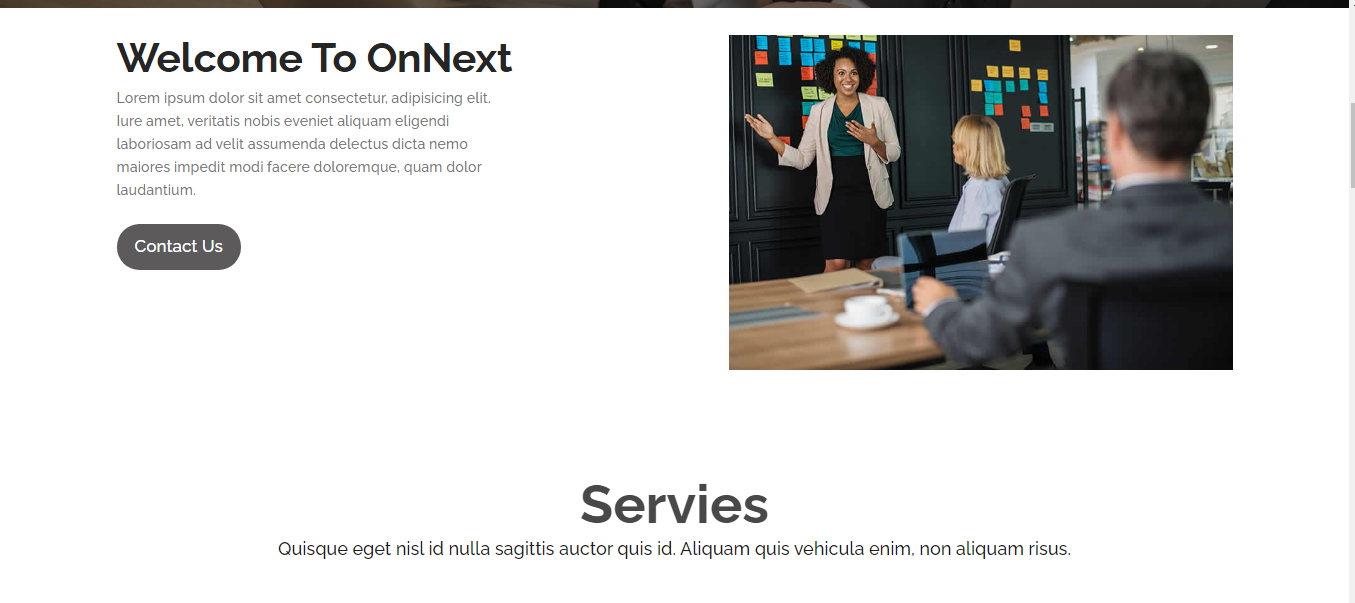 Welcome To OnNext
Lorem ipsum dolor sit amet consectetur, adipisicing elit.
Iure amet, veritatis nobis eveniet aliquam eligendi
laboriosam ad velit assumenda delectus dicta nemo
maiores impedit modi facere doloremque, quam dolor
laudantium.
Contact Us
Servies
Quisque eget nisl id nulla sagittis auctor quis id. Aliquam quis vehicula enim, non aliquam risus.